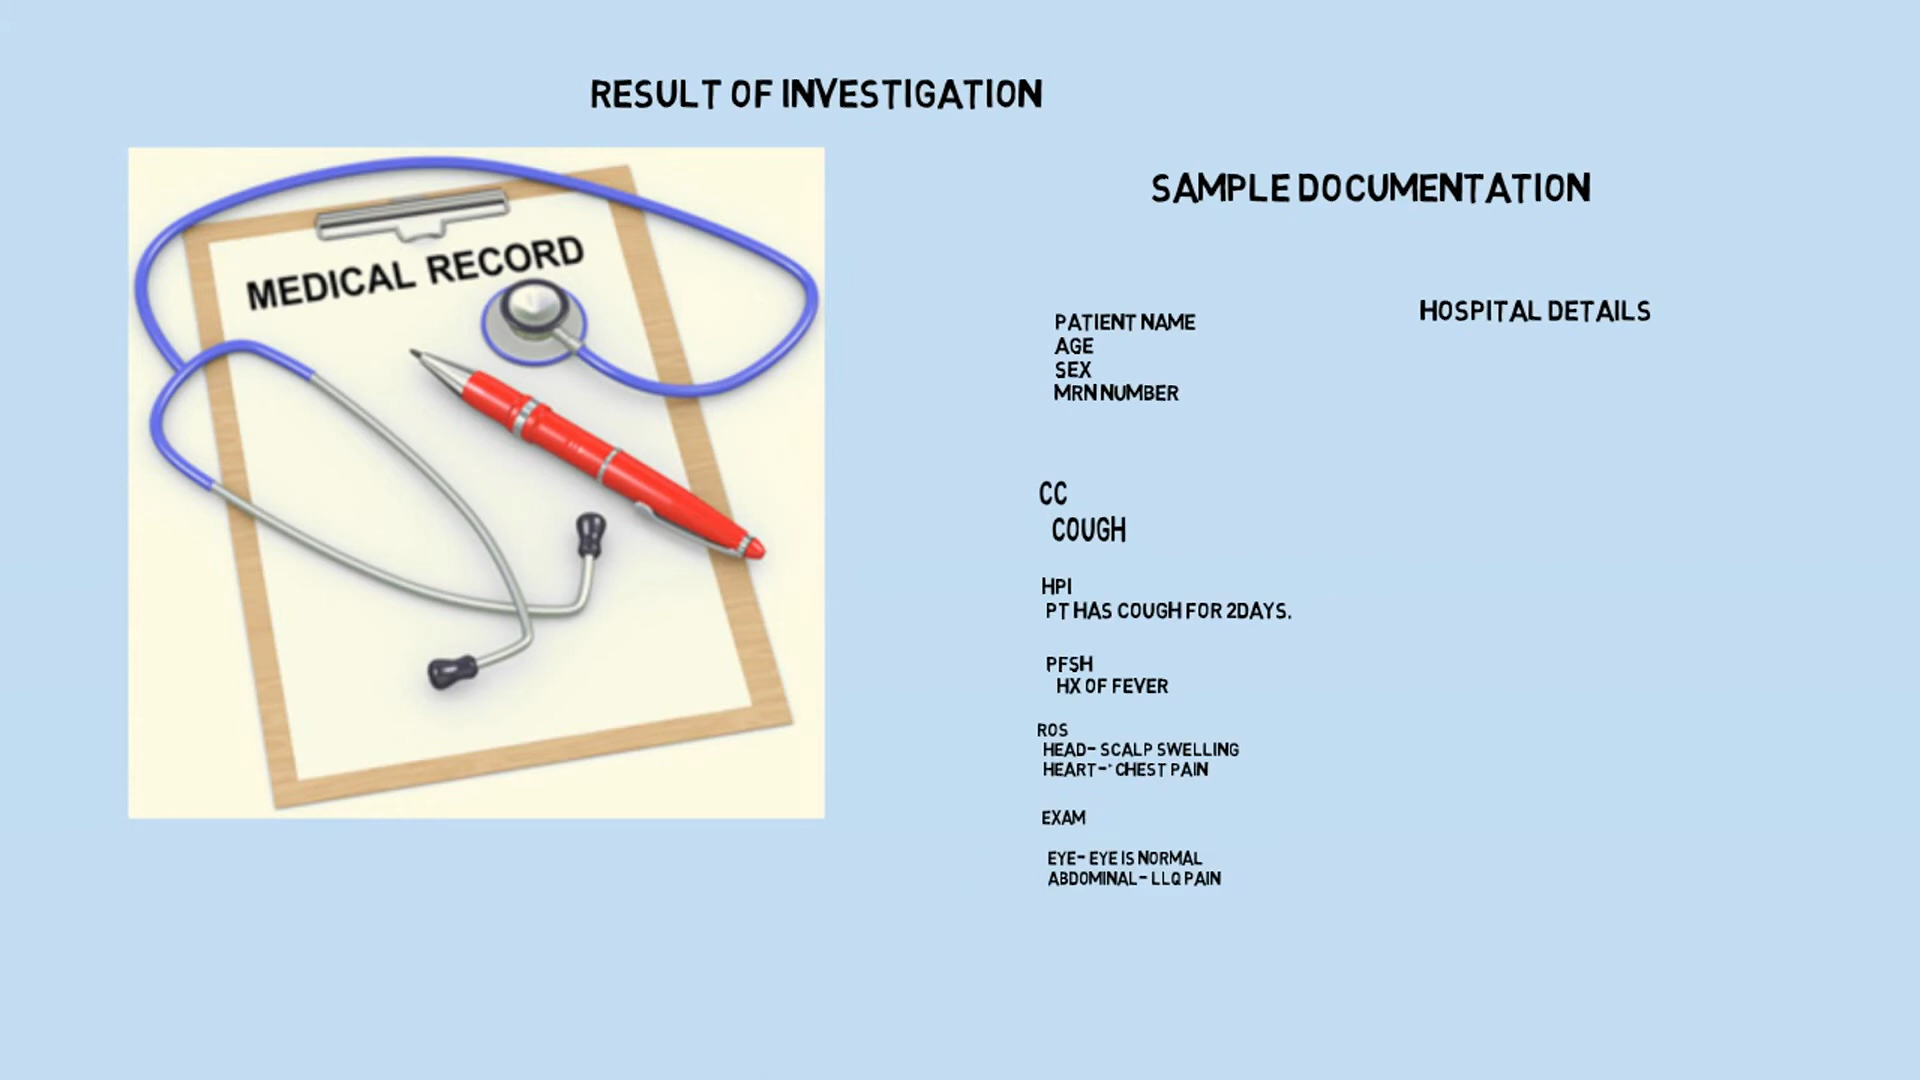 RESULT OF INVESTIGATION
MEDICAL RECORD
SAMPLE DOCUMENTATION
HOSPITAL DETAILS
PATIENT NAME
AGE
SEX
MRN NUMBER
CC
COUGH
HPI
PT HAS COUGH FOR 2DAYS.
PFSH
HX OF FEVER
ROS
HEAD- SCALP SWELLING
HEART-' CHEST PAIN
EXAM
EYE- EYE IS NORMAL
ABDOMINAL- LLQ PAIN